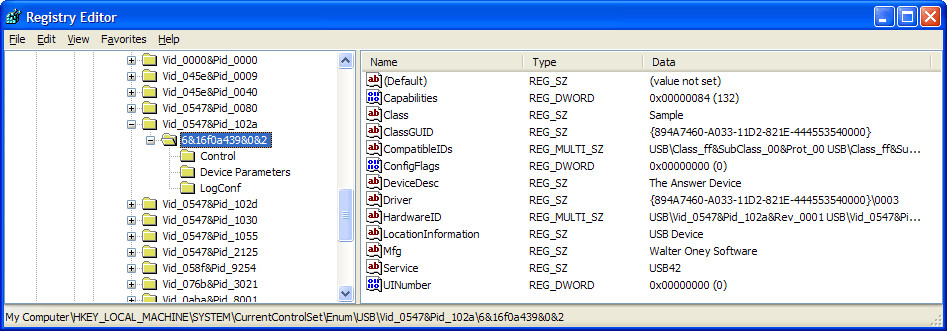 Registry Editor
File Edit View Favorites Help
Vid_0000&Pid_0000
Vid_045e&Pid_0009
Vid_045e&Pid_0040
Vid_0547&Pid_0080
Vid_0547&Pid_102a
6&16f0a439&0&2
Control
Device Parameters
LogConf
Vid_0547&Pid_102d
Vid_0547&Pid_1030
Vid_0547&Pid_1055
Vid_0547&Pid_2125
Vid_058f&Pid_9254
Vid_076b&Pid_3021
Vid_0aba&Pid_8001
Name Type Data
(Default) REG_SZ (value not set)
Capabilities REG_DWORD 0x00000084 (132)
Class REG_SZ Sample
ClassGUID REG_SZ {894A7460-A033-11D2-821E-444553540000}
CompatibleIDs REG_MULTI_SZ USB\Class_ff&SubClass_00&Prot_00 USB\Class_ff&Su...
ConfigFlags REG_DWORD 0x00000000 (0)
DeviceDesc REG_SZ The Answer Device
Driver REG_SZ {894A7460-A033-11D2-821E-444553540000}\0003
HardwareID REG_MULTI_SZ USB\Vid_0547&Pid_102a&Rev_0001 USB\Vid_0547&Pi...
LocationInformation REG_SZ USB Device
Mfg REG_SZ Walter Oney Software
Service REG_SZ USB42
UINumber REG_DWORD 0x00000000 (0)
My Computer\HKEY_LOCAL_MACHINE\SYSTEM\CurrentControlSet\Enum\USB\Vid_0547&Pid_102a\6&16f0a439&0&2